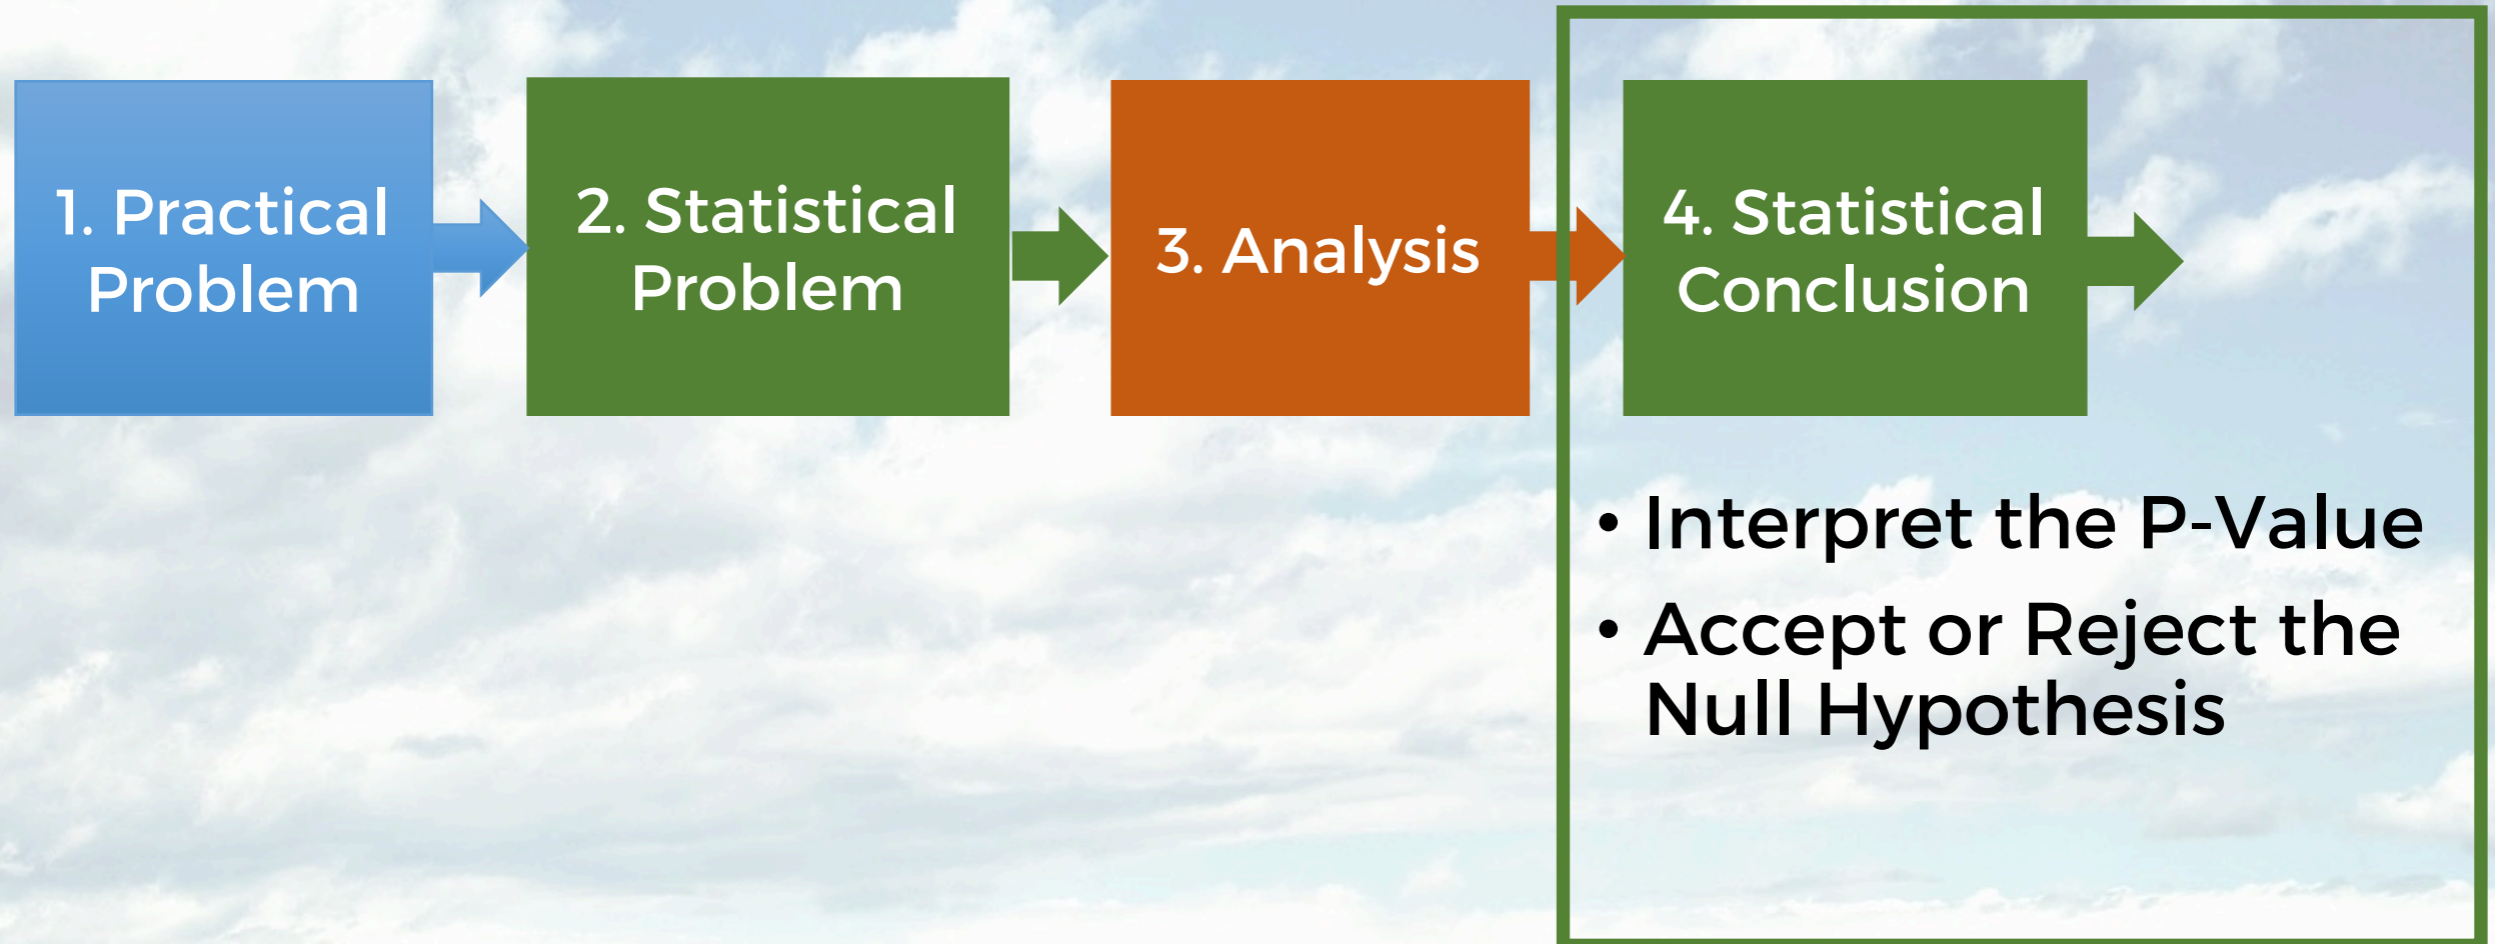 1. Practical
Problem
2. Statistical
Problem
3. Analysis
4. Statistical
Conclusion
• Interpret the P-Value
• Accept or Reject the
Null Hypothesis